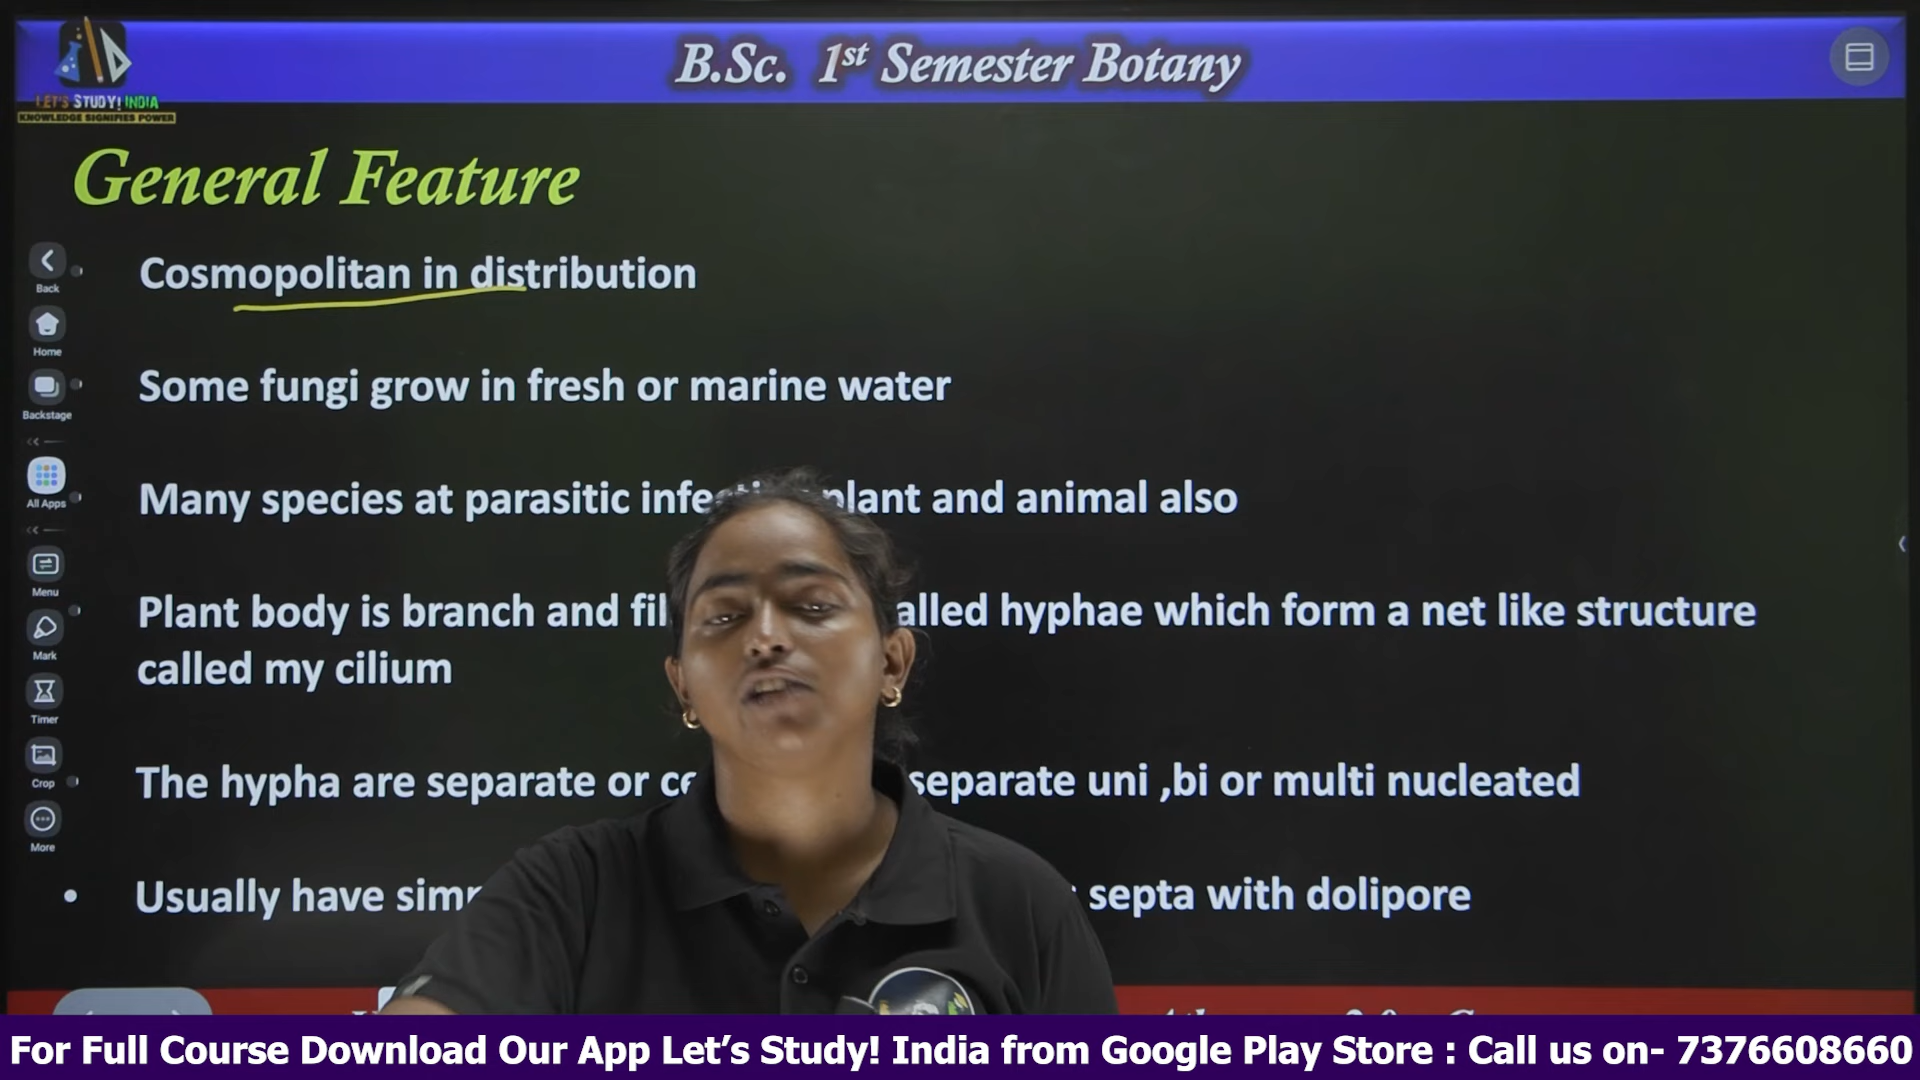 B.Sc. 1st Semester Botany
LET'S STUDY! INDIA
KNOWLEDGE SIGNIFIES POWER
General Feature
Cosmopolitan in distribution
Some fungi grow in fresh or marine water
Many species at parasitic plant and animal also
Plant body is branch and hyphae which form a net like structure
called my cilium
The hypha are separate or separate uni ,bi or multi nucleated
Usually have septa with dolipore
Back
Home
Backstage
All Apps
Menu
Mark
Timer
Crop
More
For Full Course Download Our App Let's Study! India from Google Play Store : Call us on- 7376608660